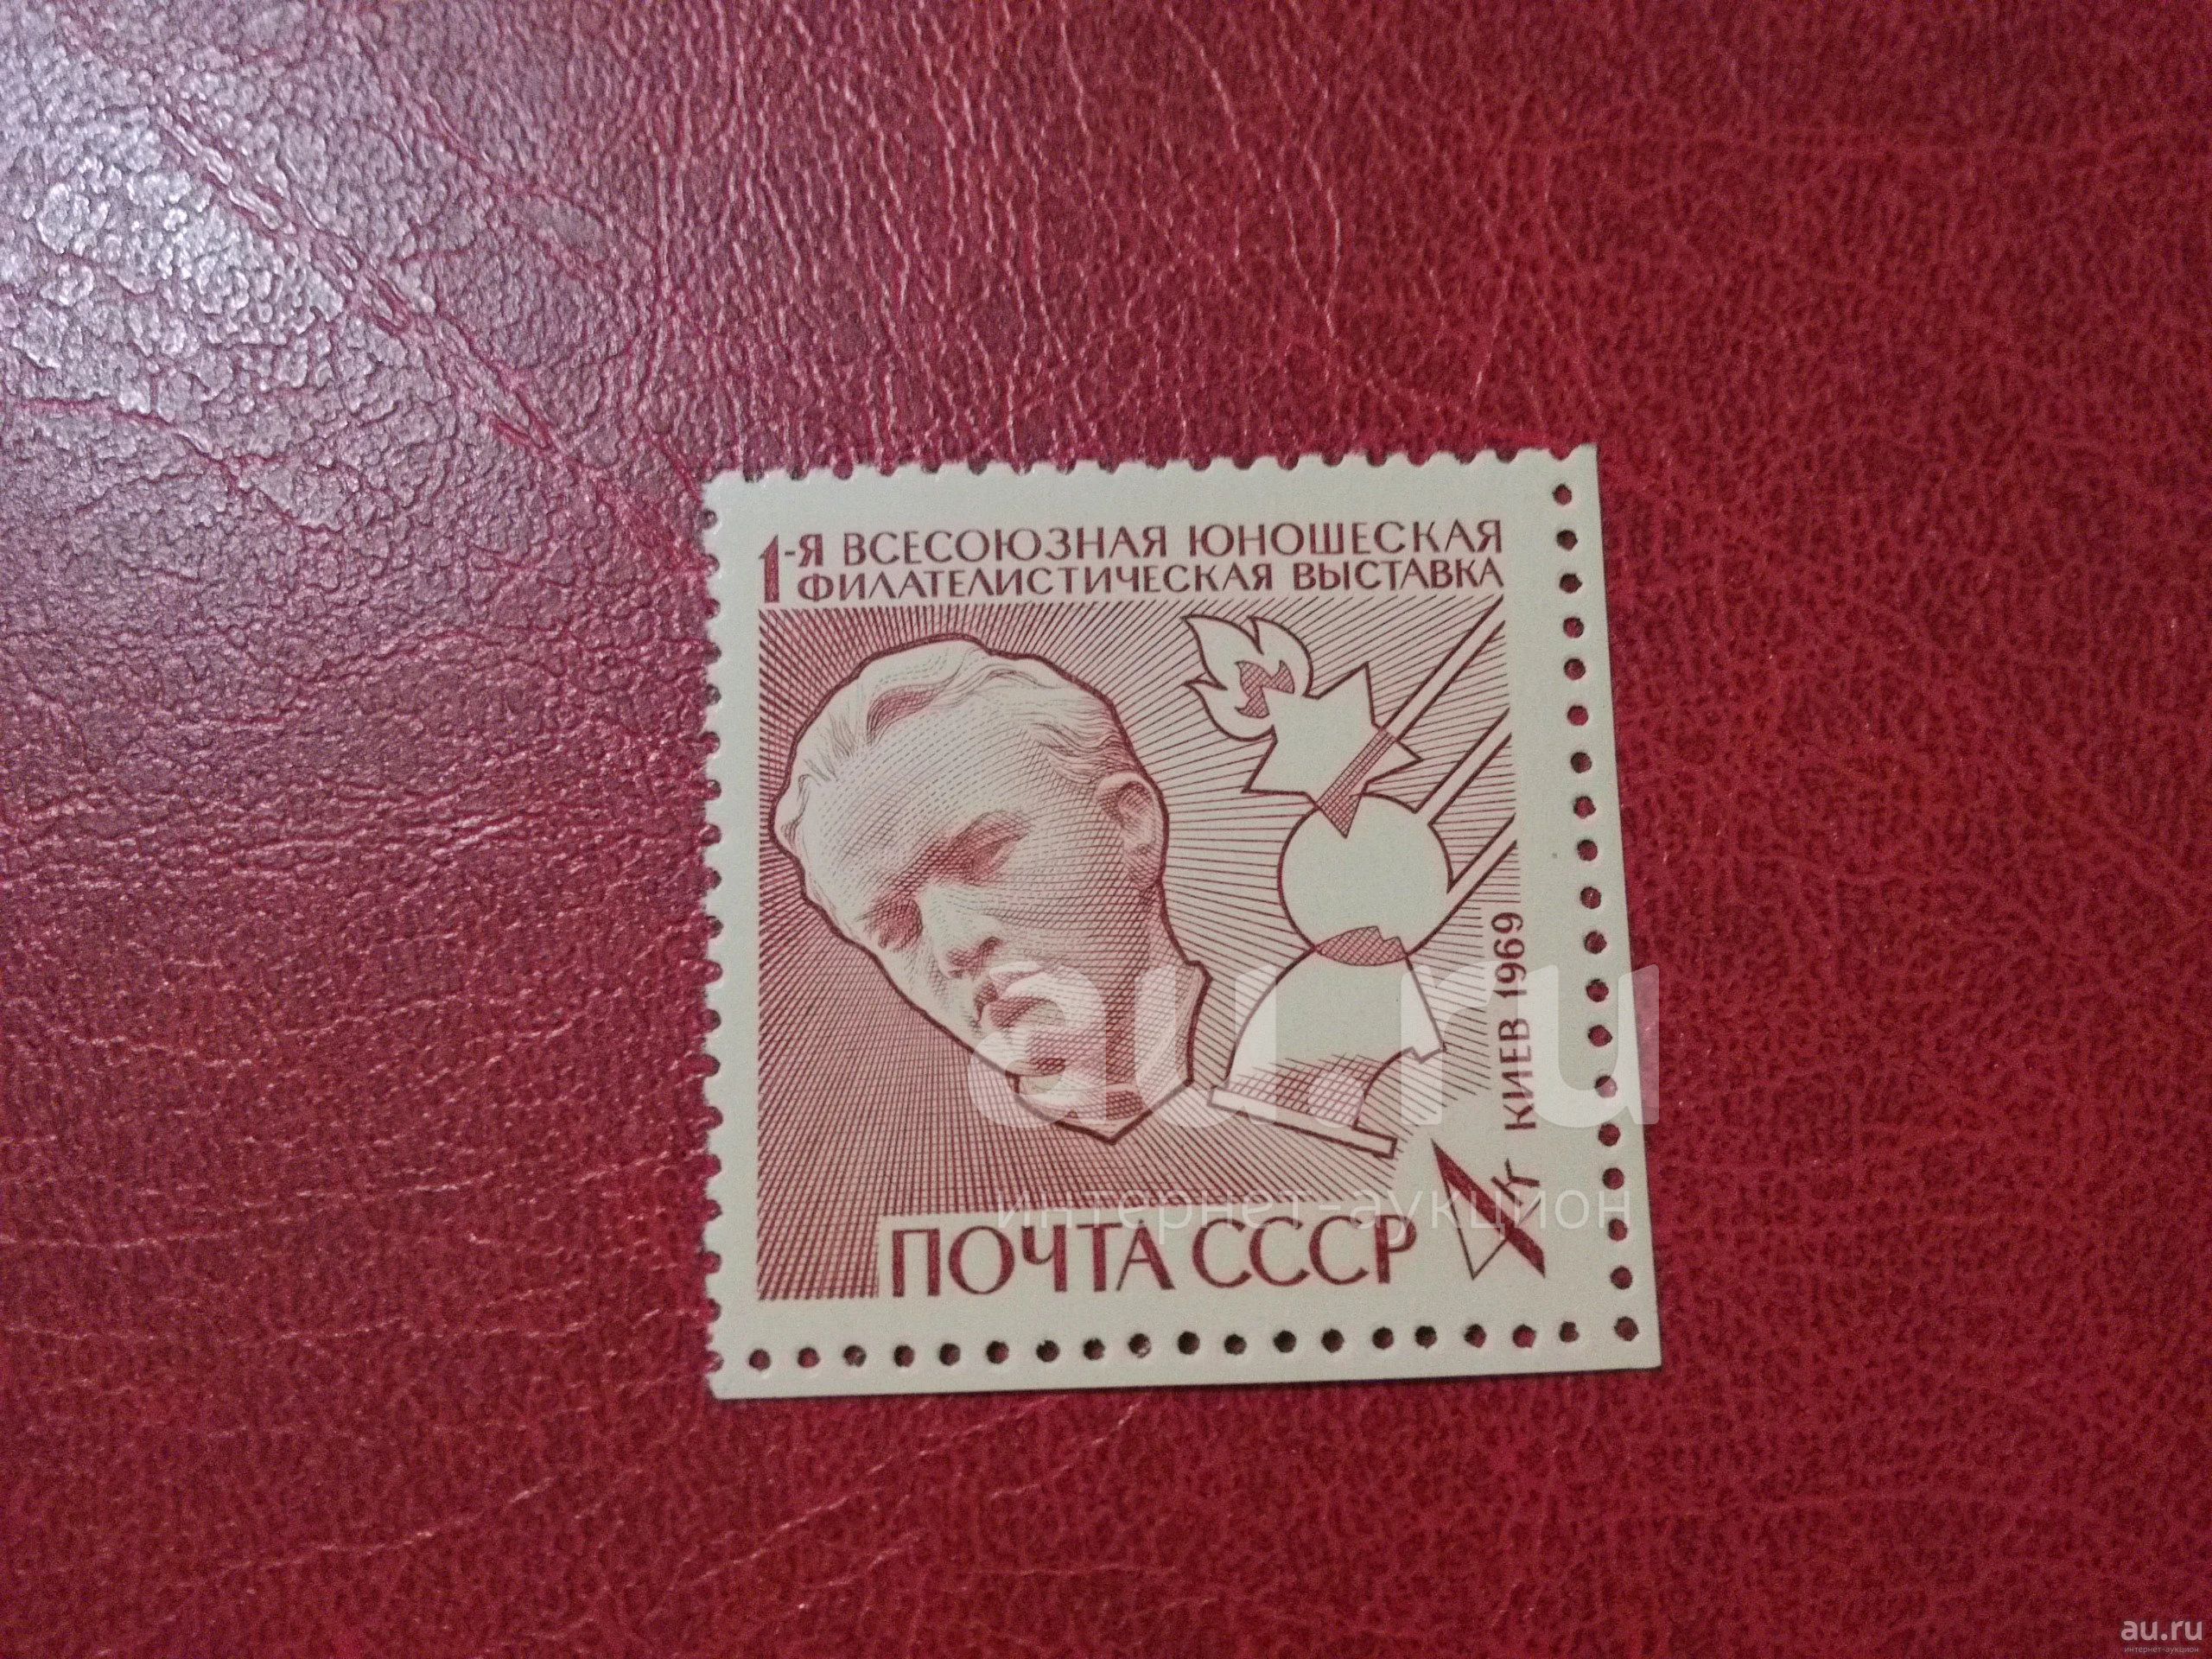 1-Я ВСЕСОЮЗНАЯ ЮНОШЕСКАЯ
ФИЛАТЕЛИСТИЧЕСКАЯ ВЫСТАВКА
КИЕВ 1969
4 к
ПОЧТА СССР
au.ru
интернет-аукцион
au.ru
интернет-аукцион